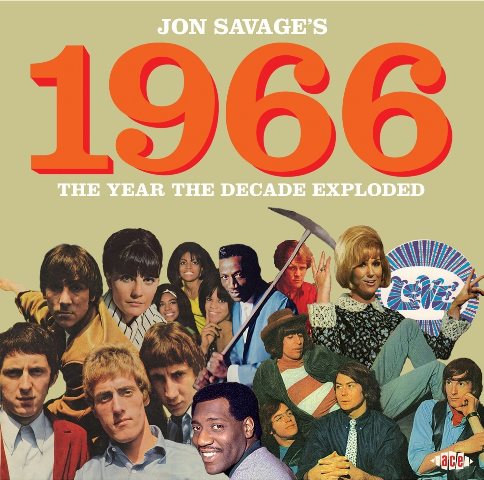 JON SAVAGE'S
1966
THE YEAR THE DECADE EXPLODED
LOVE
ace